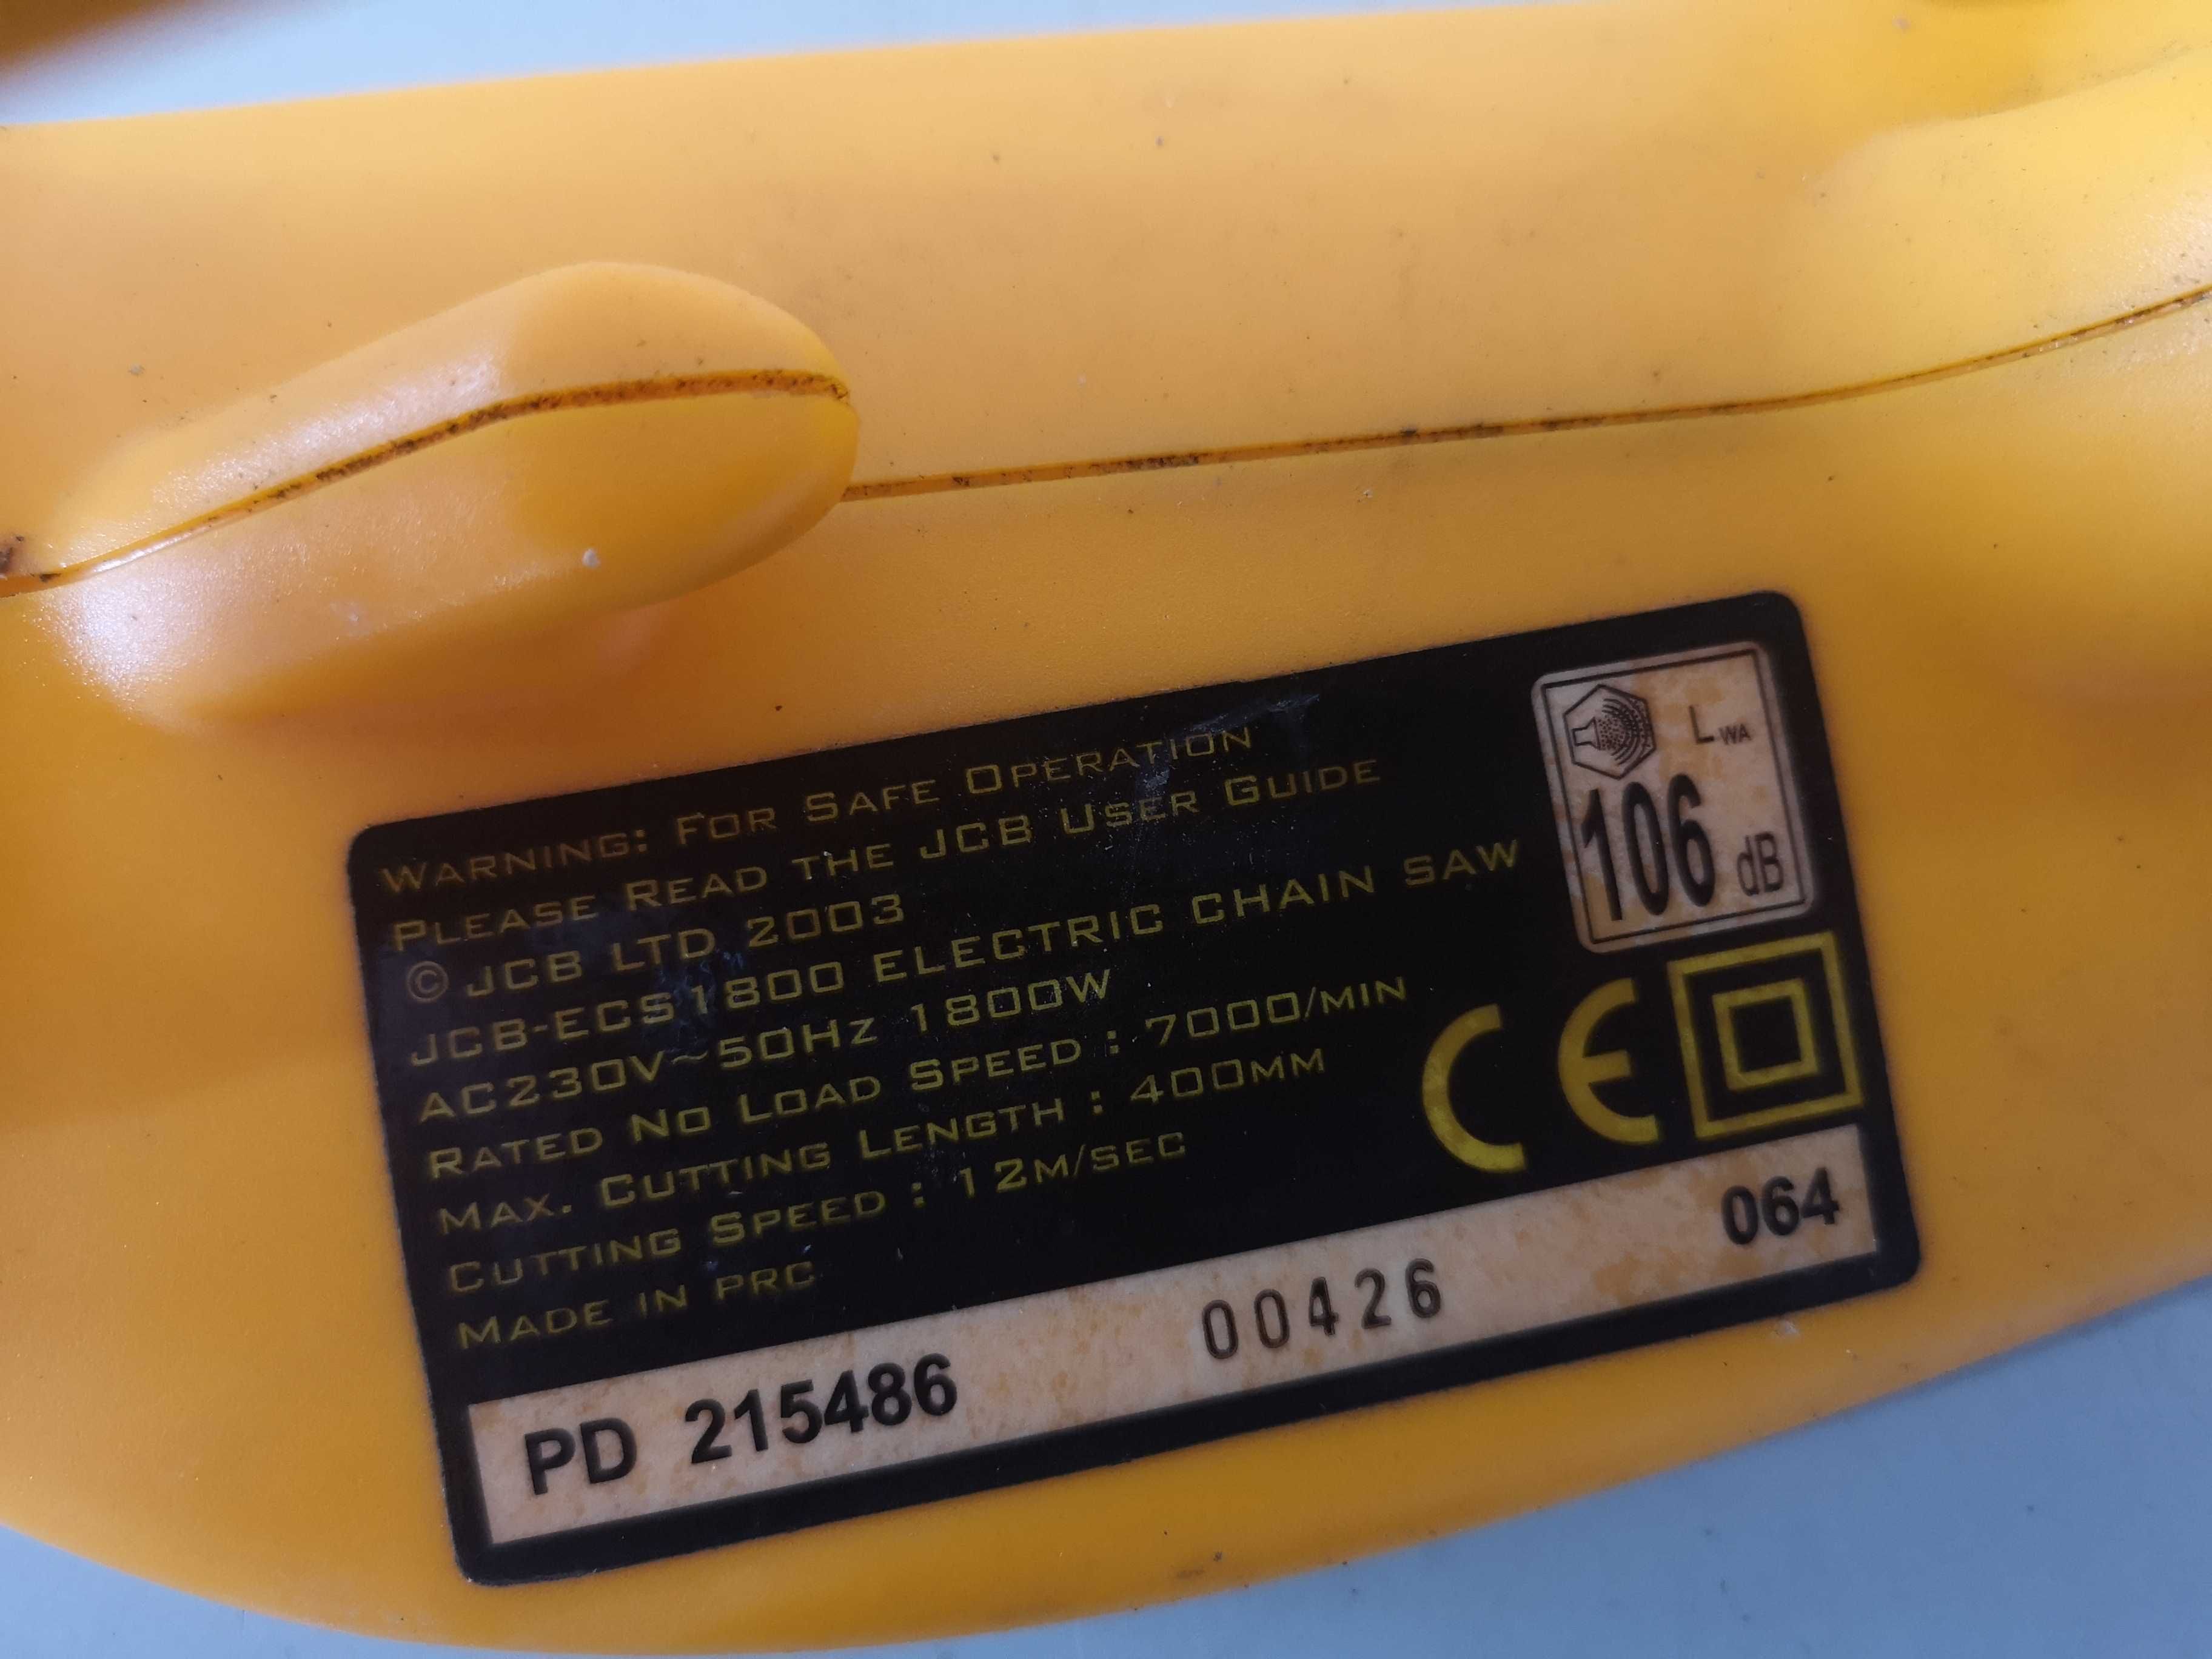 WARNING: FOR SAFE OPERATION
PLEASE READ THE JCB USER GUIDE
© JCB LTD 2003
JCB-ECS1800 ELECTRIC CHAIN SAW
AC230V~50HZ 1800W
RATED NO LOAD SPEED : 7000/MIN
MAX. CUTTING LENGTH : 400MM
CUTTING SPEED : 12M/SEC
MADE IN PRC
LWA
106 dB
CE
PD 215486 00426 064